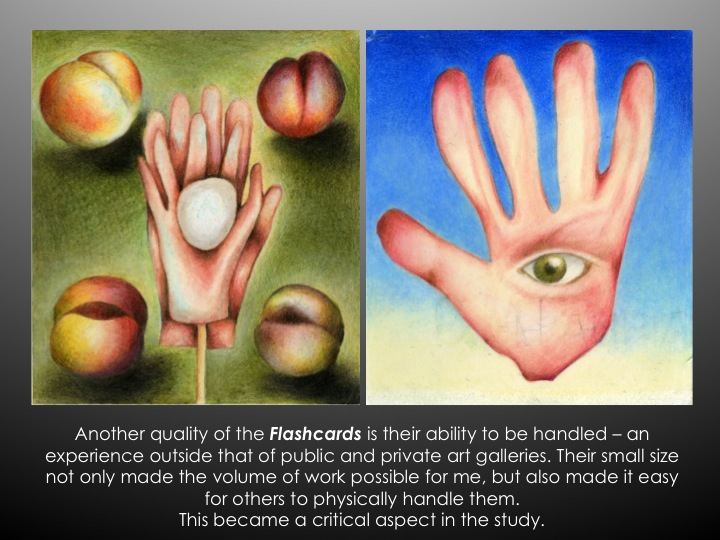 Another quality of the Flashcards is their ability to be handled – an
experience outside that of public and private art galleries. Their small size
not only made the volume of work possible for me, but also made it easy
for others to physically handle them.
This became a critical aspect in the study.